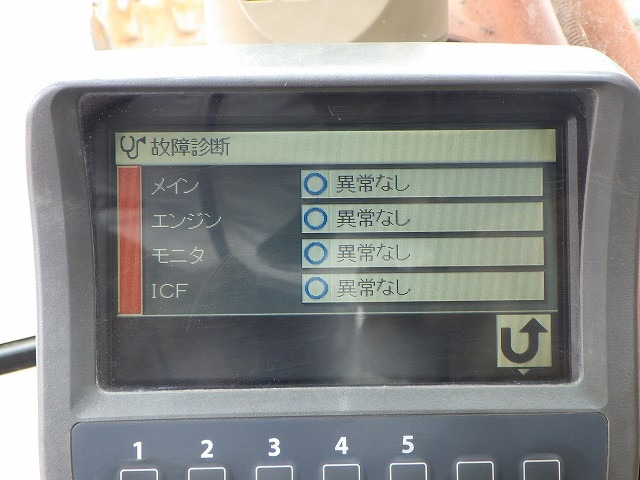 故障診断
メイン 異常なし
エンジン 異常なし
モニタ 異常なし
ICF 異常なし
1 2 3 4 5